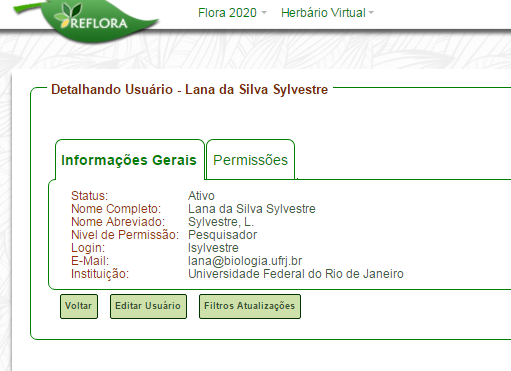 REFLORA
Flora 2020 Herbário Virtual
Detalhando Usuário - Lana da Silva Sylvestre
Informações Gerais Permissões
Status: Ativo
Nome Completo: Lana da Silva Sylvestre
Nome Abreviado: Sylvestre, L.
Nivel de Permissão: Pesquisador
Login: lsylvestre
E-Mail: lana@biologia.ufrj.br
Instituição: Universidade Federal do Rio de Janeiro
Voltar Editar Usuário Filtros Atualizações